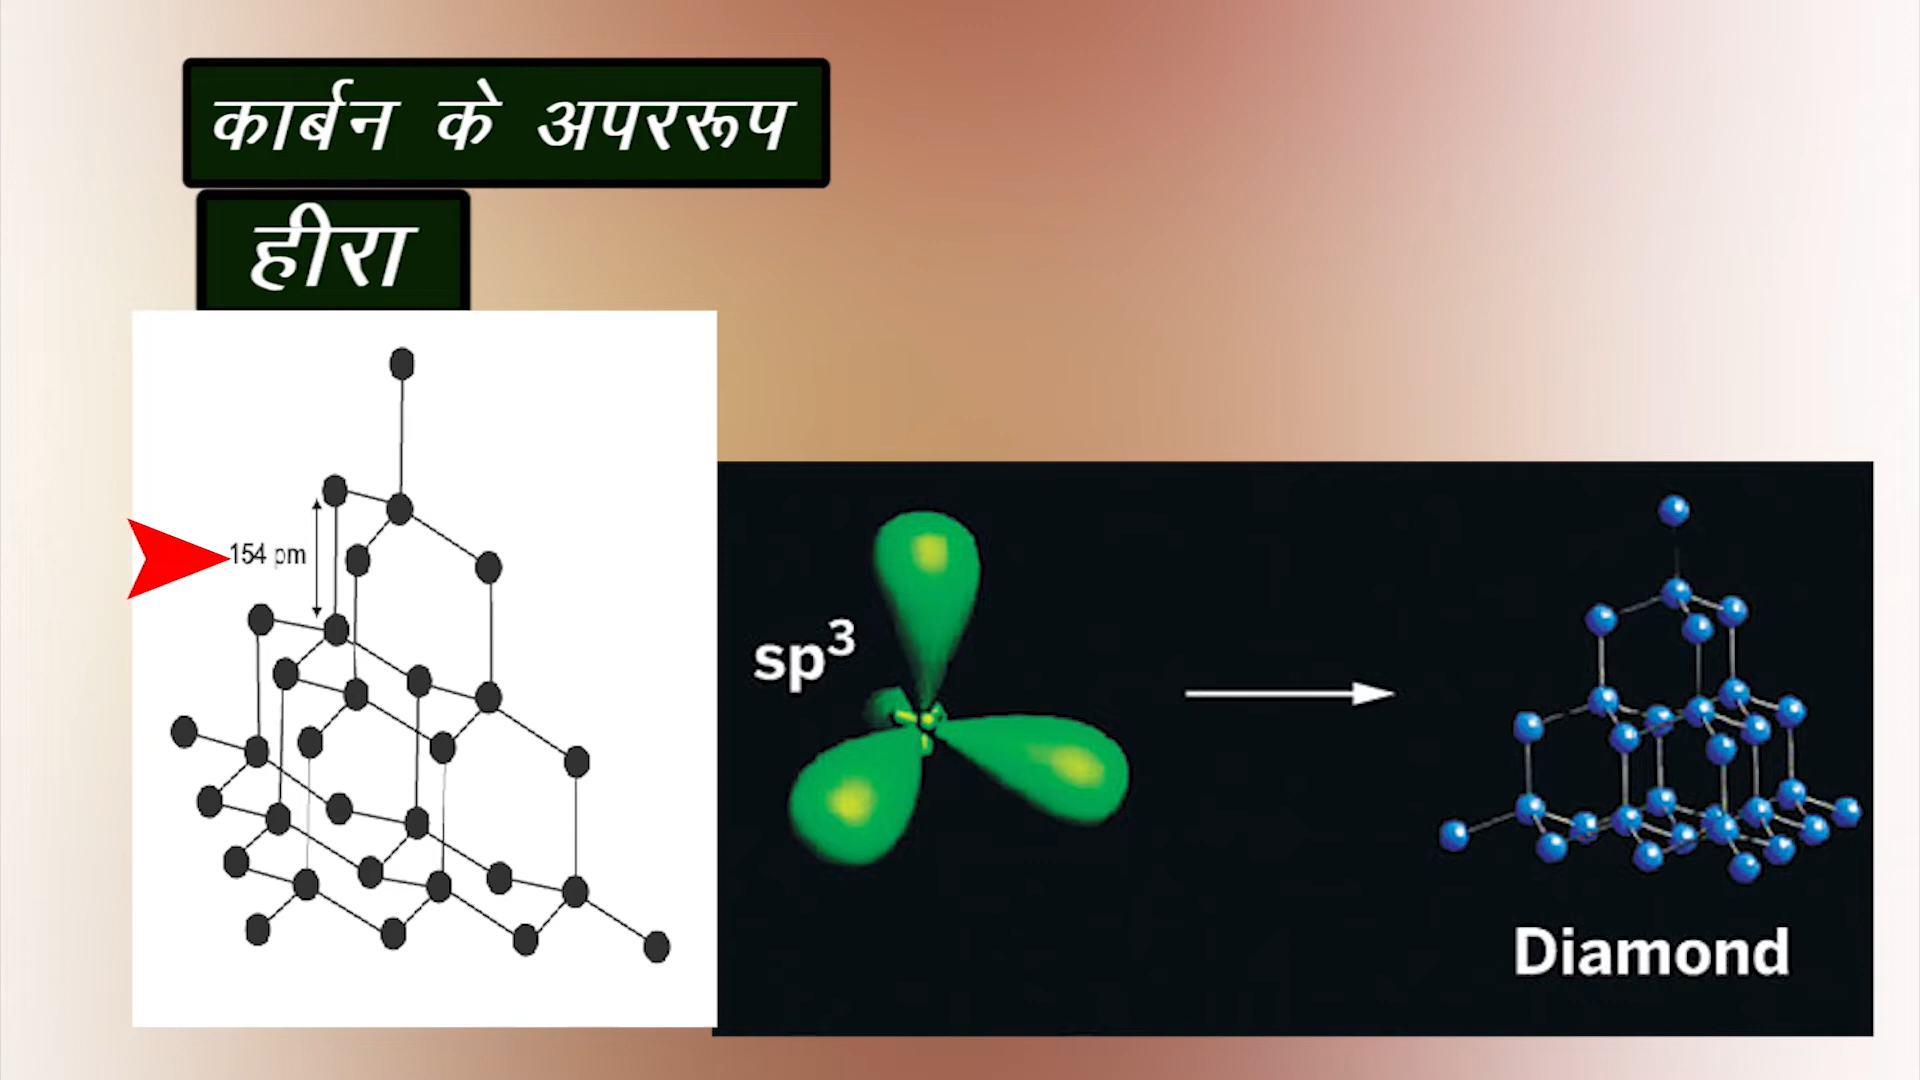 कार्बन के अपररूप
हीरा
154 pm
sp³
Diamond